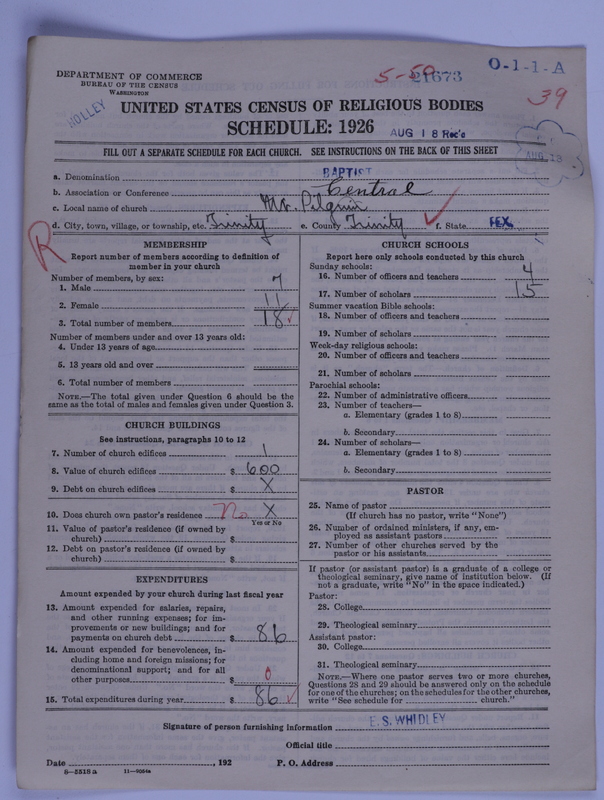 O-1-1-A
DEPARTMENT OF COMMERCE
BUREAU OF THE CENSUS
WASHINGTON
5-50
21673
39
HOLLEY
UNITED STATES CENSUS OF RELIGIOUS BODIES
SCHEDULE: 1926
AUG 18 Rec'd
AUG 18
FILL OUT A SEPARATE SCHEDULE FOR EACH CHURCH. SEE INSTRUCTIONS ON THE BACK OF THIS SHEET
a. Denomination BAPTIST
b. Association or Conference Central
c. Local name of church Mt. Pilgrim
d. City, town, village, or township, etc. Trinity e. County Trinity f. State TEX.
R
MEMBERSHIP
Report number of members according to definition of
member in your church
Number of members, by sex:
1. Male 7
2. Female 11
3. Total number of members 18
Number of members under and over 13 years old:
4. Under 13 years of age
5. 13 years old and over
6. Total number of members
NOTE.—The total given under Question 6 should be the
same as the total of males and females given under Question 3.
CHURCH BUILDINGS
See instructions, paragraphs 10 to 12
7. Number of church edifices 1
8. Value of church edifices $ 600
9. Debt on church edifices $ X
10. Does church own pastor's residence No X
Yes or No
11. Value of pastor's residence (if owned by
church) $
12. Debt on pastor's residence (if owned by
church) $
EXPENDITURES
Amount expended by your church during last fiscal year
13. Amount expended for salaries, repairs,
and other running expenses; for im-
provements or new buildings; and for
payments on church debt $ 86
14. Amount expended for benevolences, in-
cluding home and foreign missions; for
denominational support; and for all
other purposes $ 0
15. Total expenditures during year $ 86
CHURCH SCHOOLS
Report here only schools conducted by this church
Sunday schools:
16. Number of officers and teachers 4
17. Number of scholars 15
Summer vacation Bible schools:
18. Number of officers and teachers
19. Number of scholars
Week-day religious schools:
20. Number of officers and teachers
21. Number of scholars
Parochial schools:
22. Number of administrative officers
23. Number of teachers—
a. Elementary (grades 1 to 8)
b. Secondary
24. Number of scholars—
a. Elementary (grades 1 to 8)
b. Secondary
PASTOR
25. Name of pastor
(If church has no pastor, write "None")
26. Number of ordained ministers, if any, em-
ployed as assistant pastors
27. Number of other churches served by the
pastor or his assistants
If pastor (or assistant pastor) is a graduate of a college or
theological seminary, give name of institution below. (If
not a graduate, write "No" in the space indicated.)
Pastor:
28. College
29. Theological seminary
Assistant pastor:
30. College
31. Theological seminary
NOTE.—Where one pastor serves two or more churches,
Questions 28 and 29 should be answered only on the schedule
for one of the churches; on the schedules for the other churches,
write "See schedule for church."
Signature of person furnishing information E. S. WHIDLEY
Official title
Date , 192 P. O. Address
8-5518 a 11-9054a